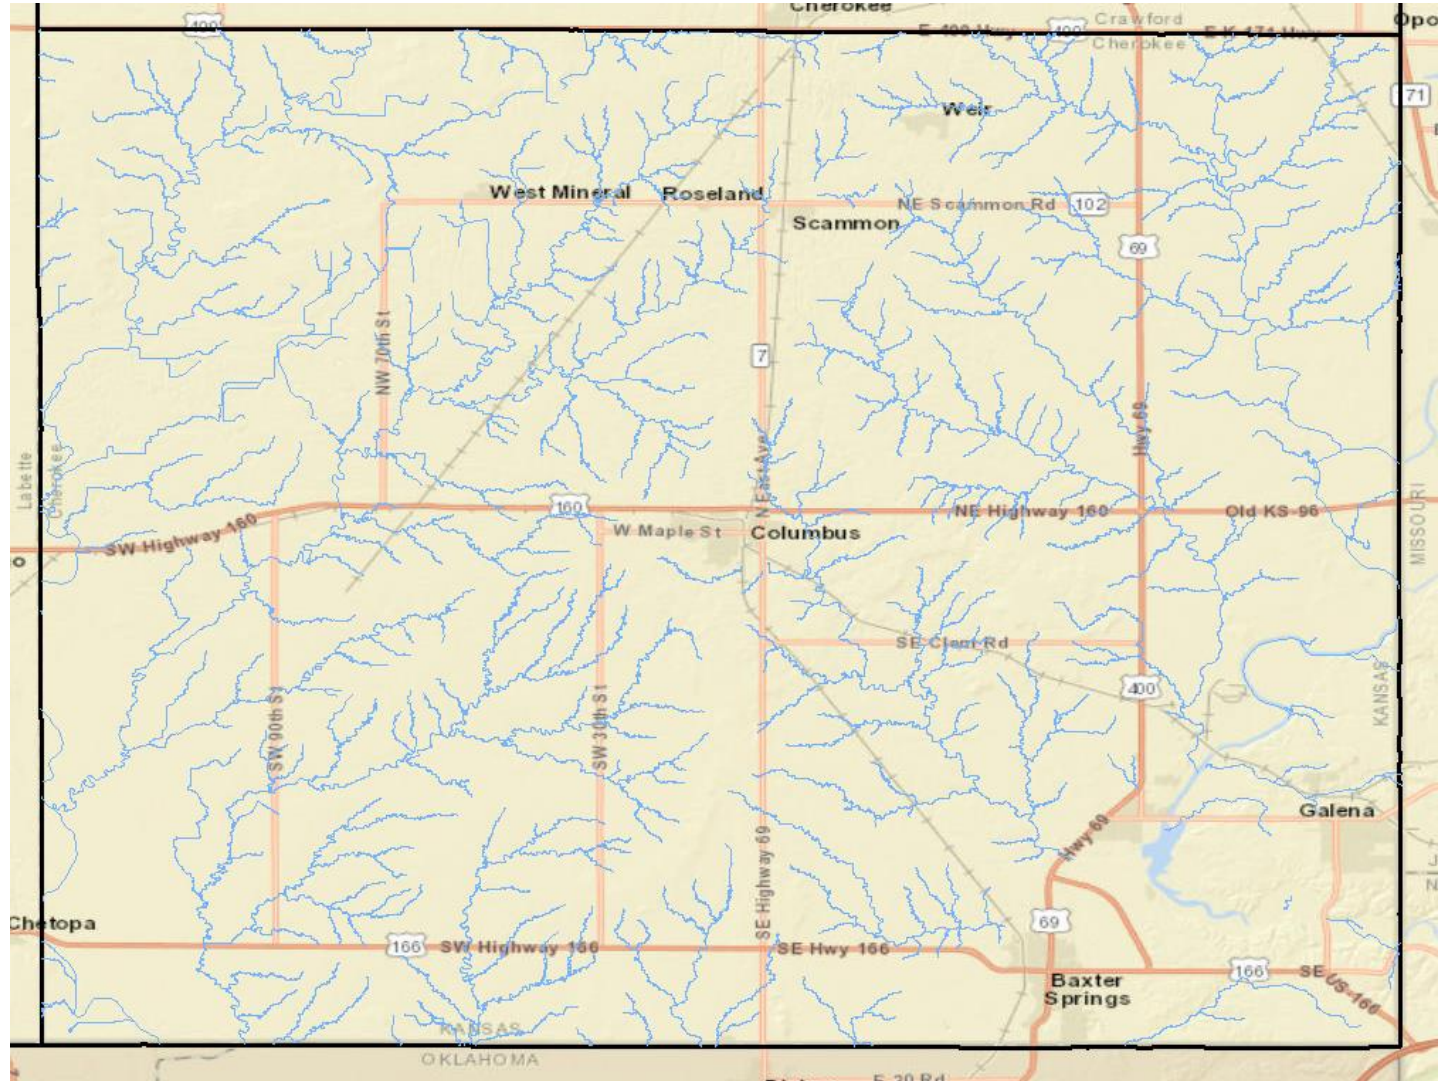 Cherokee
400
E 400 Hwy
400
Crawford
Cherokee
E K-171 Hwy
Opo
71
Weir
West Mineral
Roseland
NE Scammon Rd
102
Scammon
69
NW 70th St
7
Hwy 69
Labette
Cherokee
N East Ave
MISSOURI
KANSAS
160
NE Highway 160
Old KS-96
SW Highway 160
W Maple St
Columbus
o
SE Clem Rd
400
SW 90th St
SW 30th St
Galena
Hwy 69
SE Highway 69
Chetopa
69
166
SW Highway 166
SE Hwy 166
166
SE US-166
Baxter
Springs
KANSAS
OKLAHOMA
E 20 Rd